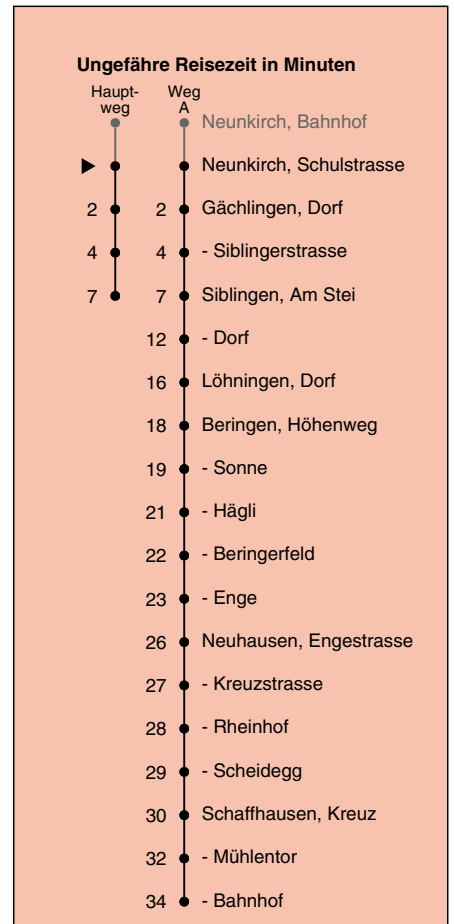 Ungefähre Reisezeit in Minuten
Haupt- Weg
weg A
Neunkirch, Bahnhof
Neunkirch, Schulstrasse
2 2 Gächlingen, Dorf
4 4 - Siblingerstrasse
7 7 Siblingen, Am Stei
12 - Dorf
16 Löhningen, Dorf
18 Beringen, Höhenweg
19 - Sonne
21 - Hägli
22 - Beringerfeld
23 - Enge
26 Neuhausen, Engestrasse
27 - Kreuzstrasse
28 - Rheinhof
29 - Scheidegg
30 Schaffhausen, Kreuz
32 - Mühlentor
34 - Bahnhof